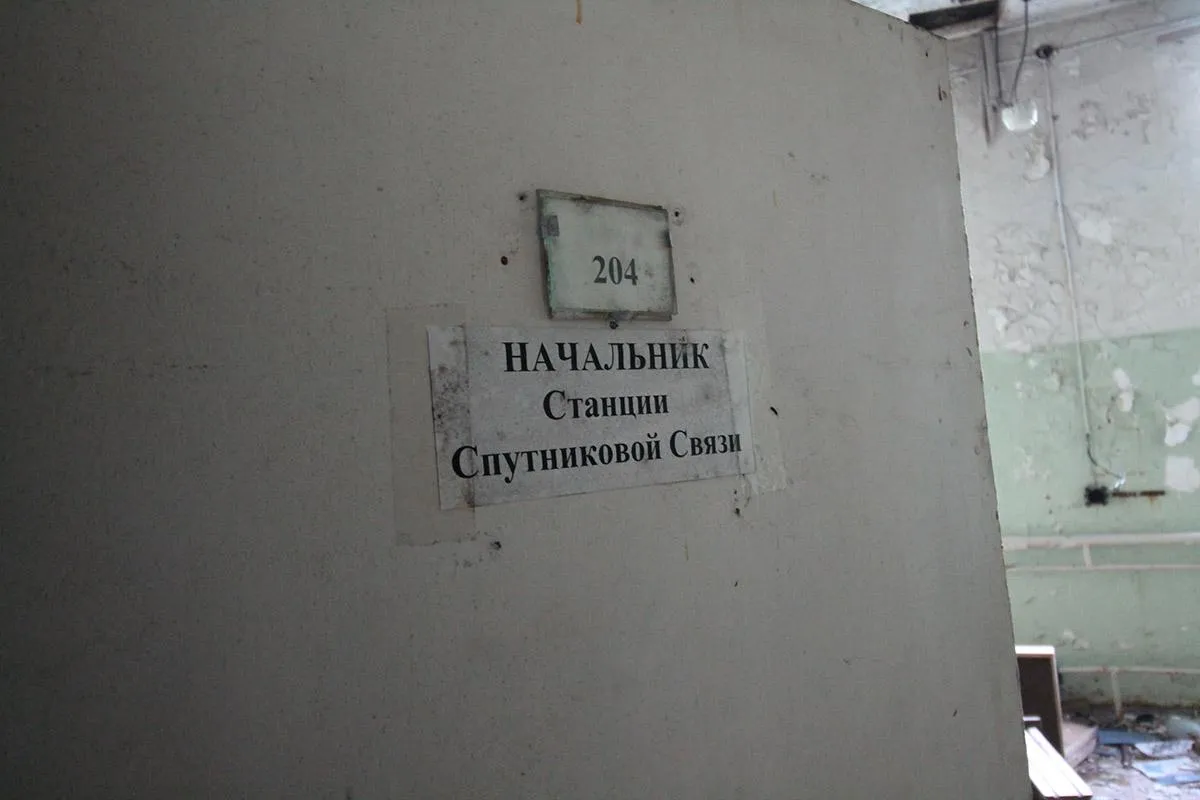 204
НАЧАЛЬНИК
Станции
Спутниковой Связи